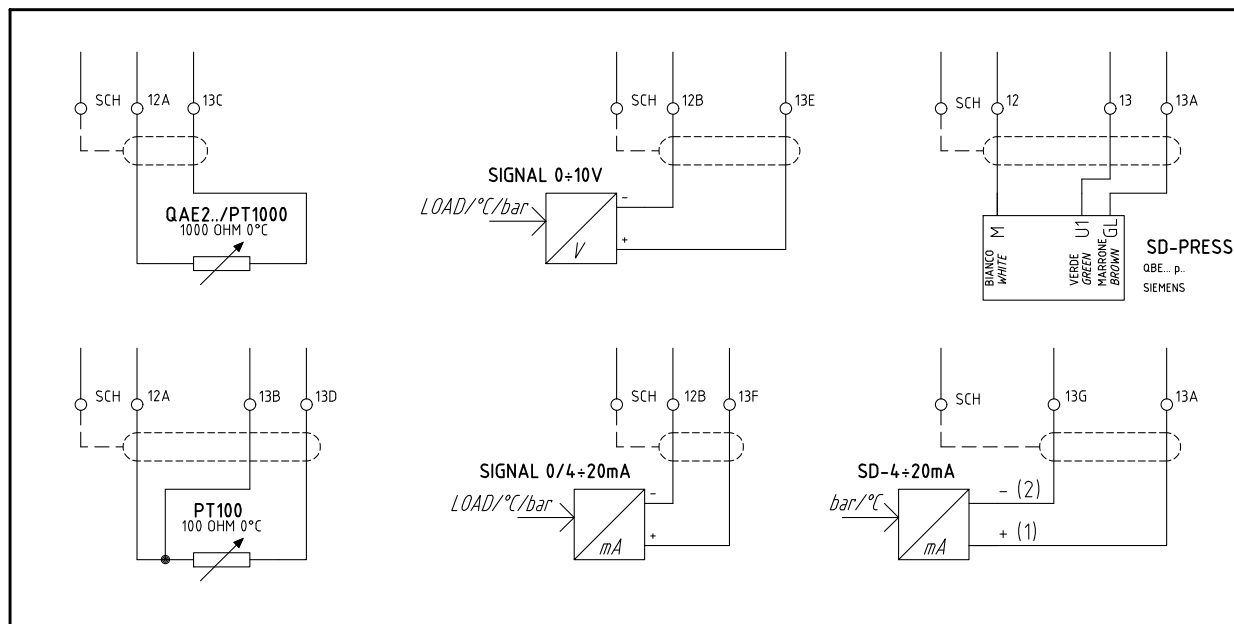 SCH 12A 13C
QAE2../PT1000
1000 OHM 0°C
SCH 12B 13E
SIGNAL 0÷10V
LOAD/°C/bar
-
+
V
SCH 12 13 13A
M U1 GL
BIANCO
WHITE
VERDE
GREEN
MARRONE
BROWN
SD-PRESS
QBE... p..
SIEMENS
SCH 12A 13B 13D
PT100
100 OHM 0°C
SCH 12B 13F
SIGNAL 0/4÷20mA
LOAD/°C/bar
-
+
mA
SCH 13G 13A
SD-4÷20mA
bar/°C
- (2)
+ (1)
mA